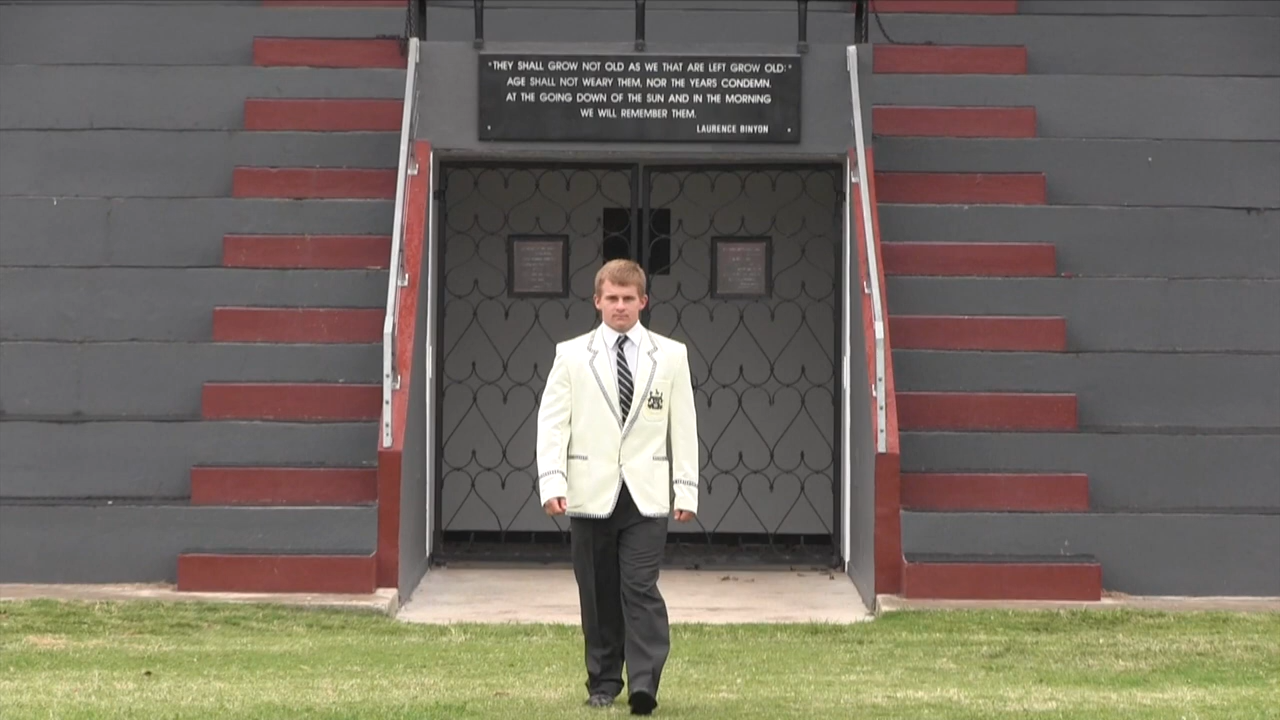 "THEY SHALL GROW NOT OLD AS WE THAT ARE LEFT GROW OLD:"
AGE SHALL NOT WEARY THEM, NOR THE YEARS CONDEMN.
AT THE GOING DOWN OF THE SUN AND IN THE MORNING
WE WILL REMEMBER THEM.
LAURENCE BINYON